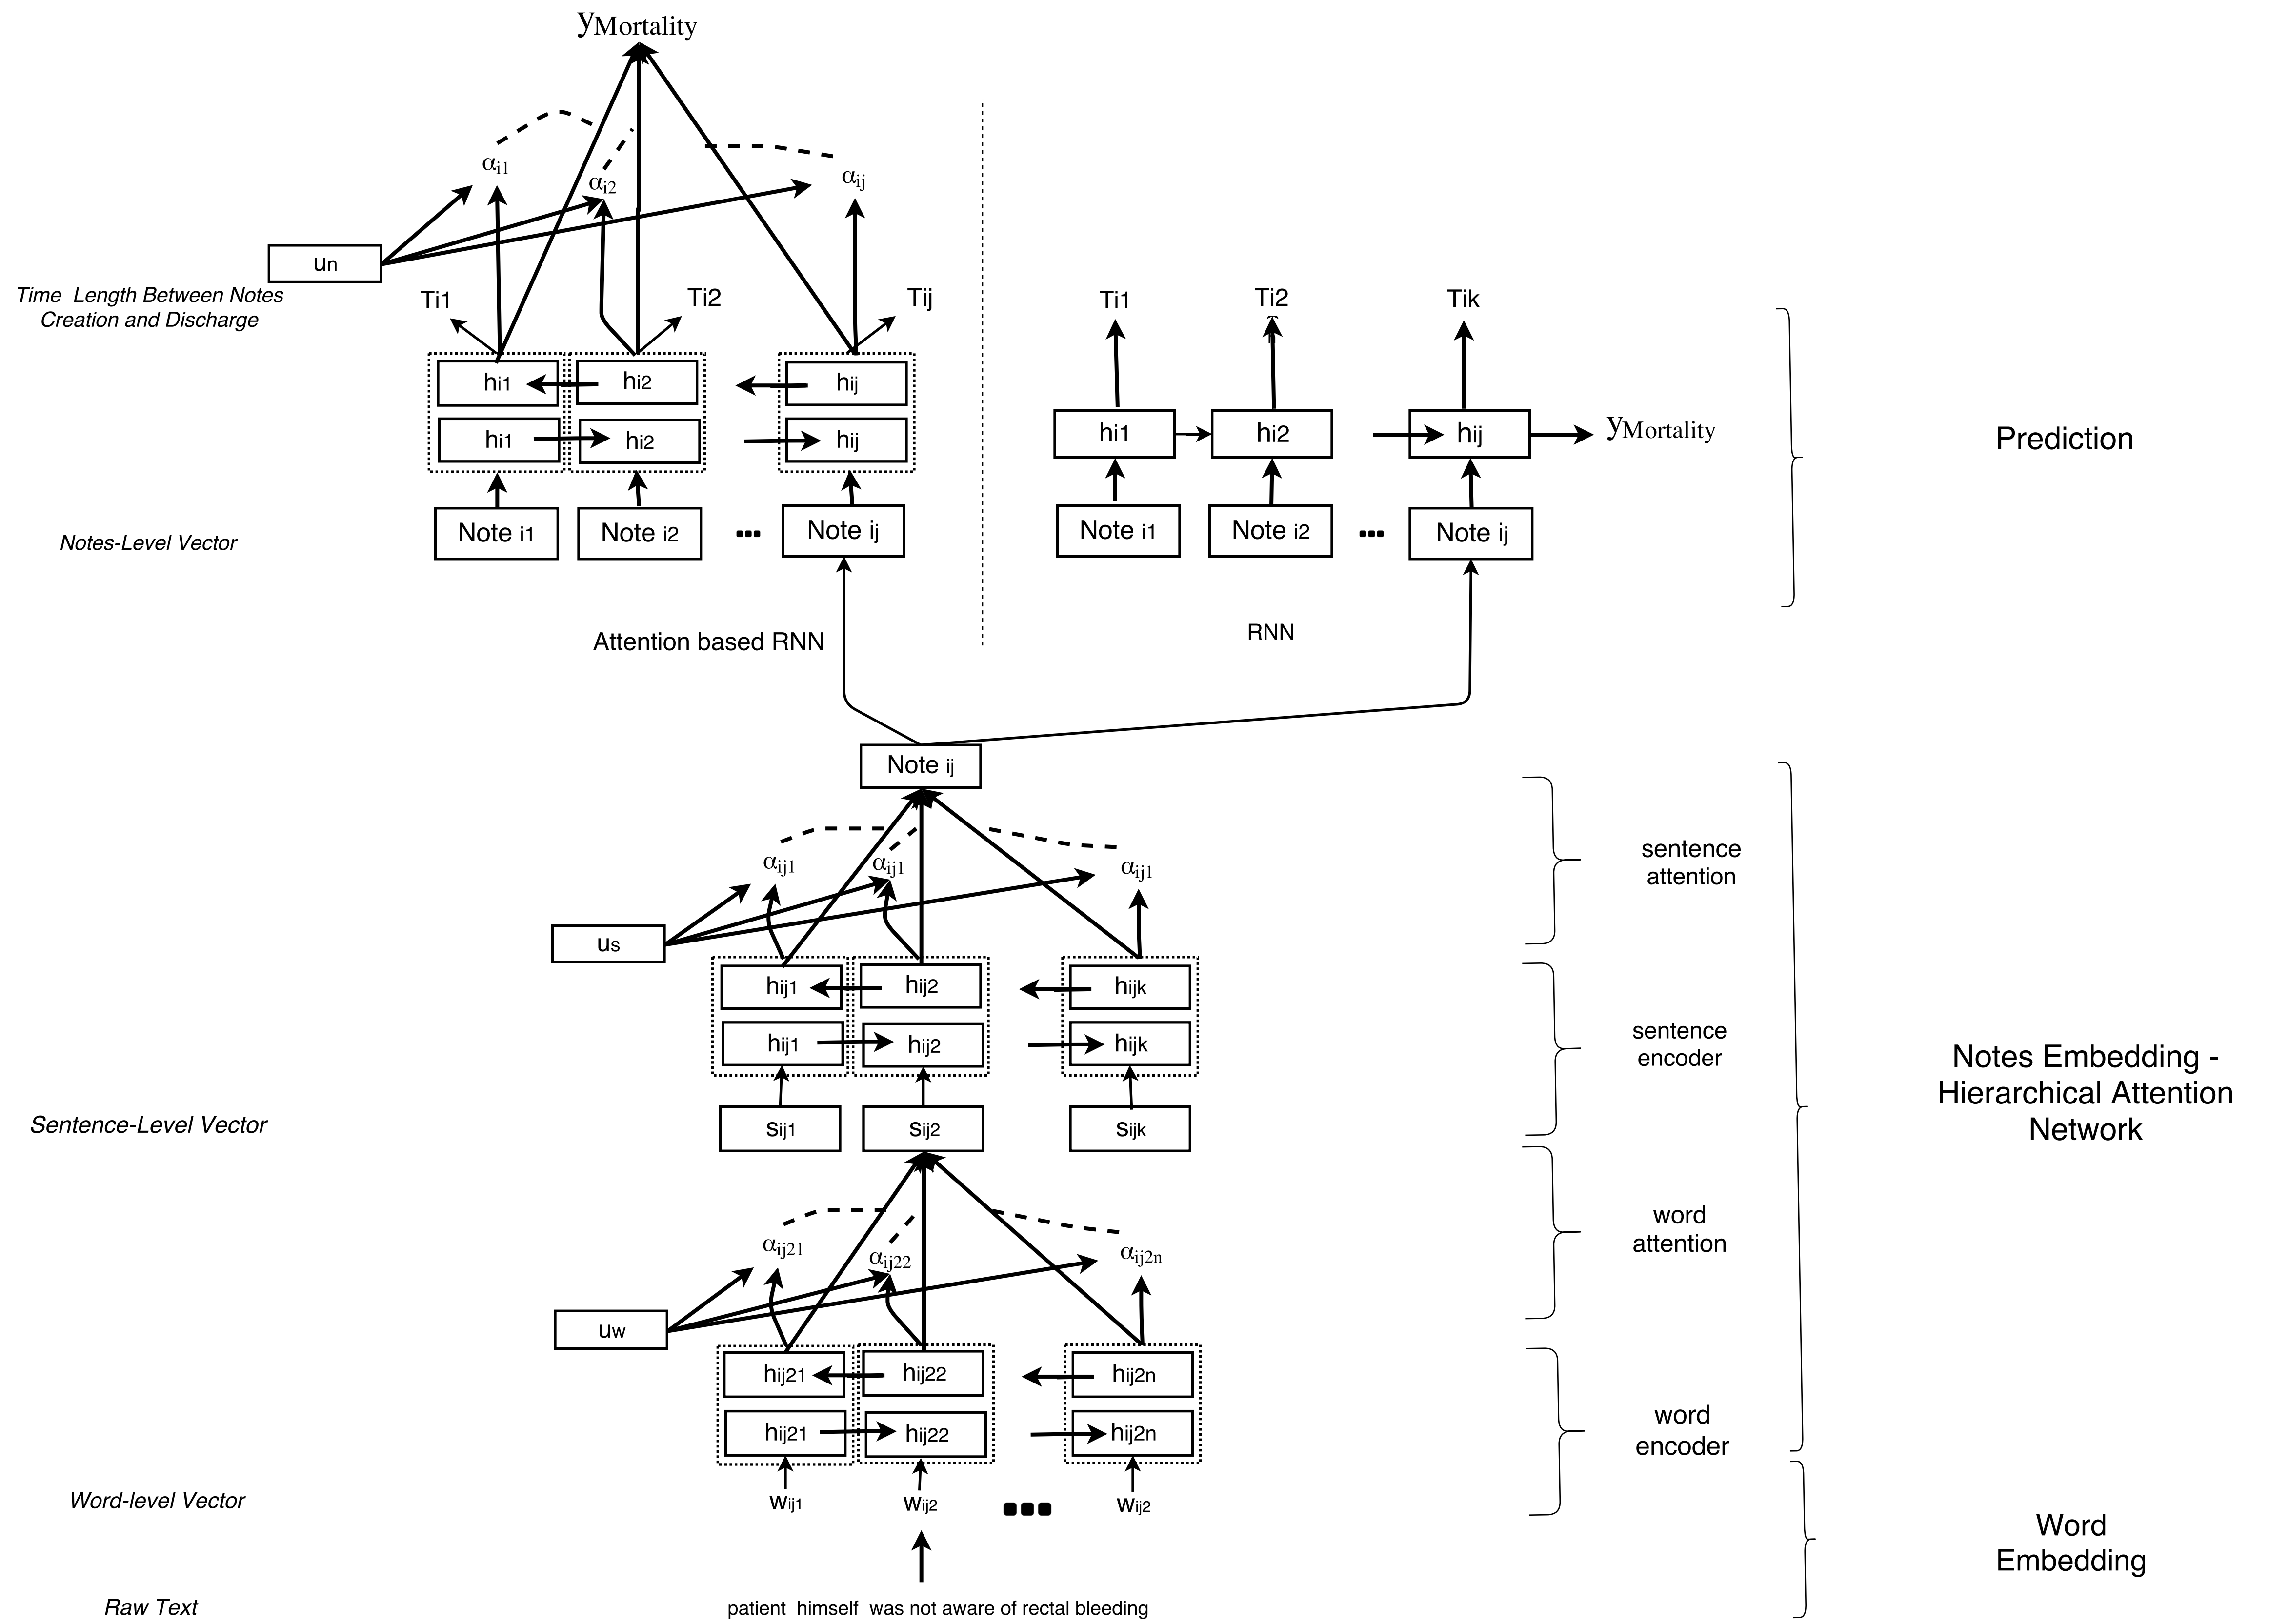 yMortality
αi1
αi2
αij
un
Time Length Between Notes
Creation and Discharge
Ti1
Ti2
Tij
Ti1
Ti2
Tik
hi1
hi2
hij
hi1
hi2
hij
hi1
hi2
hij
yMortality
Prediction
Notes-Level Vector
Note i1
Note i2
...
Note ij
Note i1
Note i2
...
Note ij
Attention based RNN
RNN
Note ij
αij1
αij1
αij1
sentence
attention
us
hij1
hij2
hijk
hij1
hij2
hijk
sentence
encoder
Notes Embedding -
Hierarchical Attention
Network
Sentence-Level Vector
sij1
sij2
sijk
word
attention
αij21
αij22
αij2n
uw
hij21
hij22
hij2n
hij21
hij22
hij2n
word
encoder
Word-level Vector
wij1
wij2
...
wij2
Word
Embedding
Raw Text
patient himself was not aware of rectal bleeding